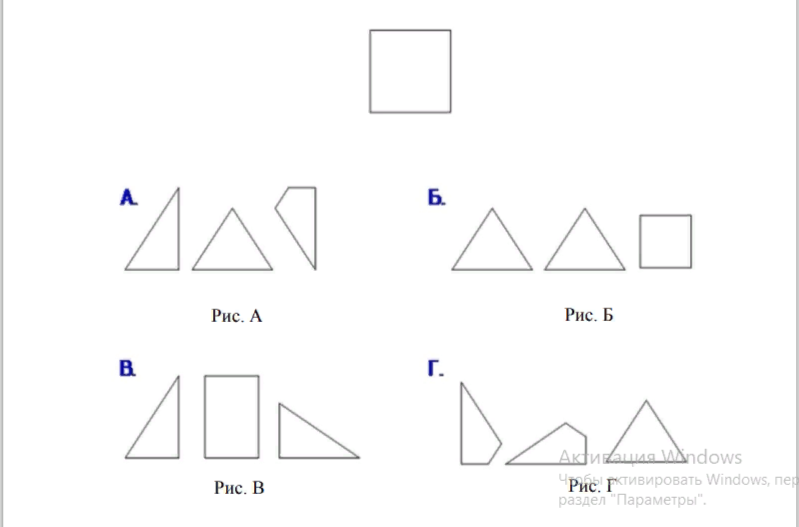 А. Б.
Рис. А Рис. Б
В. Г.
Рис. В Рис. Г
Активация Windows
Чтобы активировать Windows, пер
раздел "Параметры".